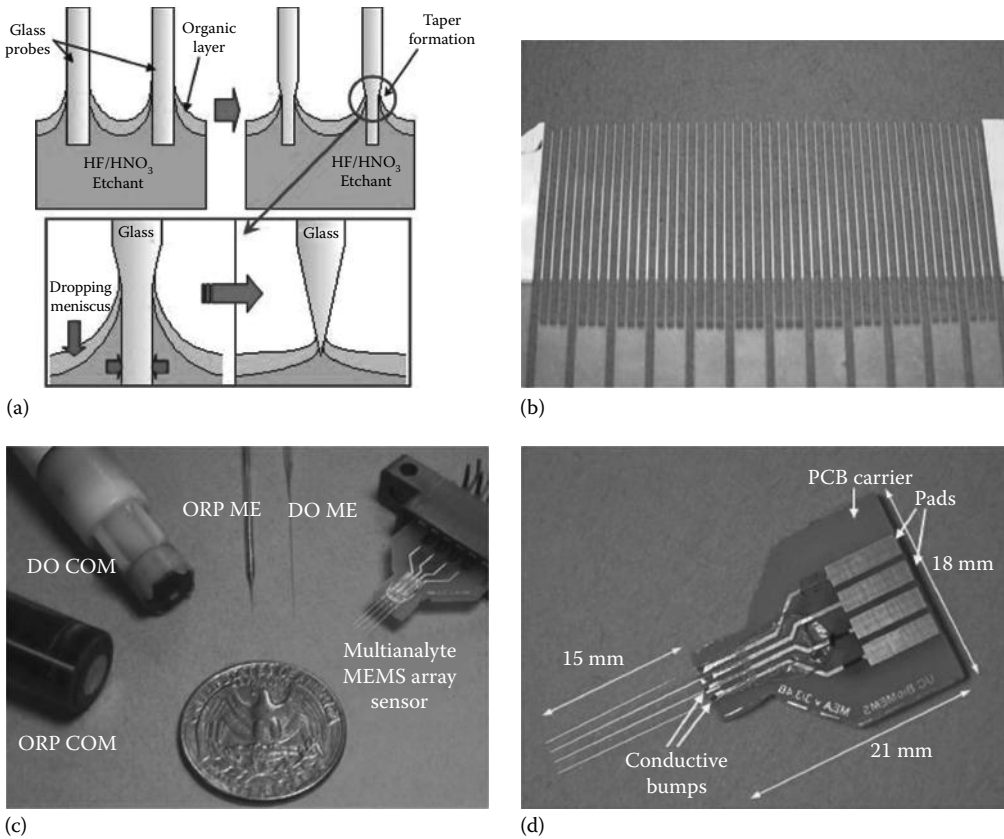 Glass
probes
Organic
layer
Taper
formation
HF/HNO₃
Etchant
HF/HNO₃
Etchant
Glass
Glass
Dropping
meniscus
(a)
(b)
ORP ME
DO ME
DO COM
Multianalyte
MEMS array
sensor
ORP COM
(c)
PCB carrier
Pads
18 mm
15 mm
UC BioMEMS
21 mm
Conductive
bumps
(d)